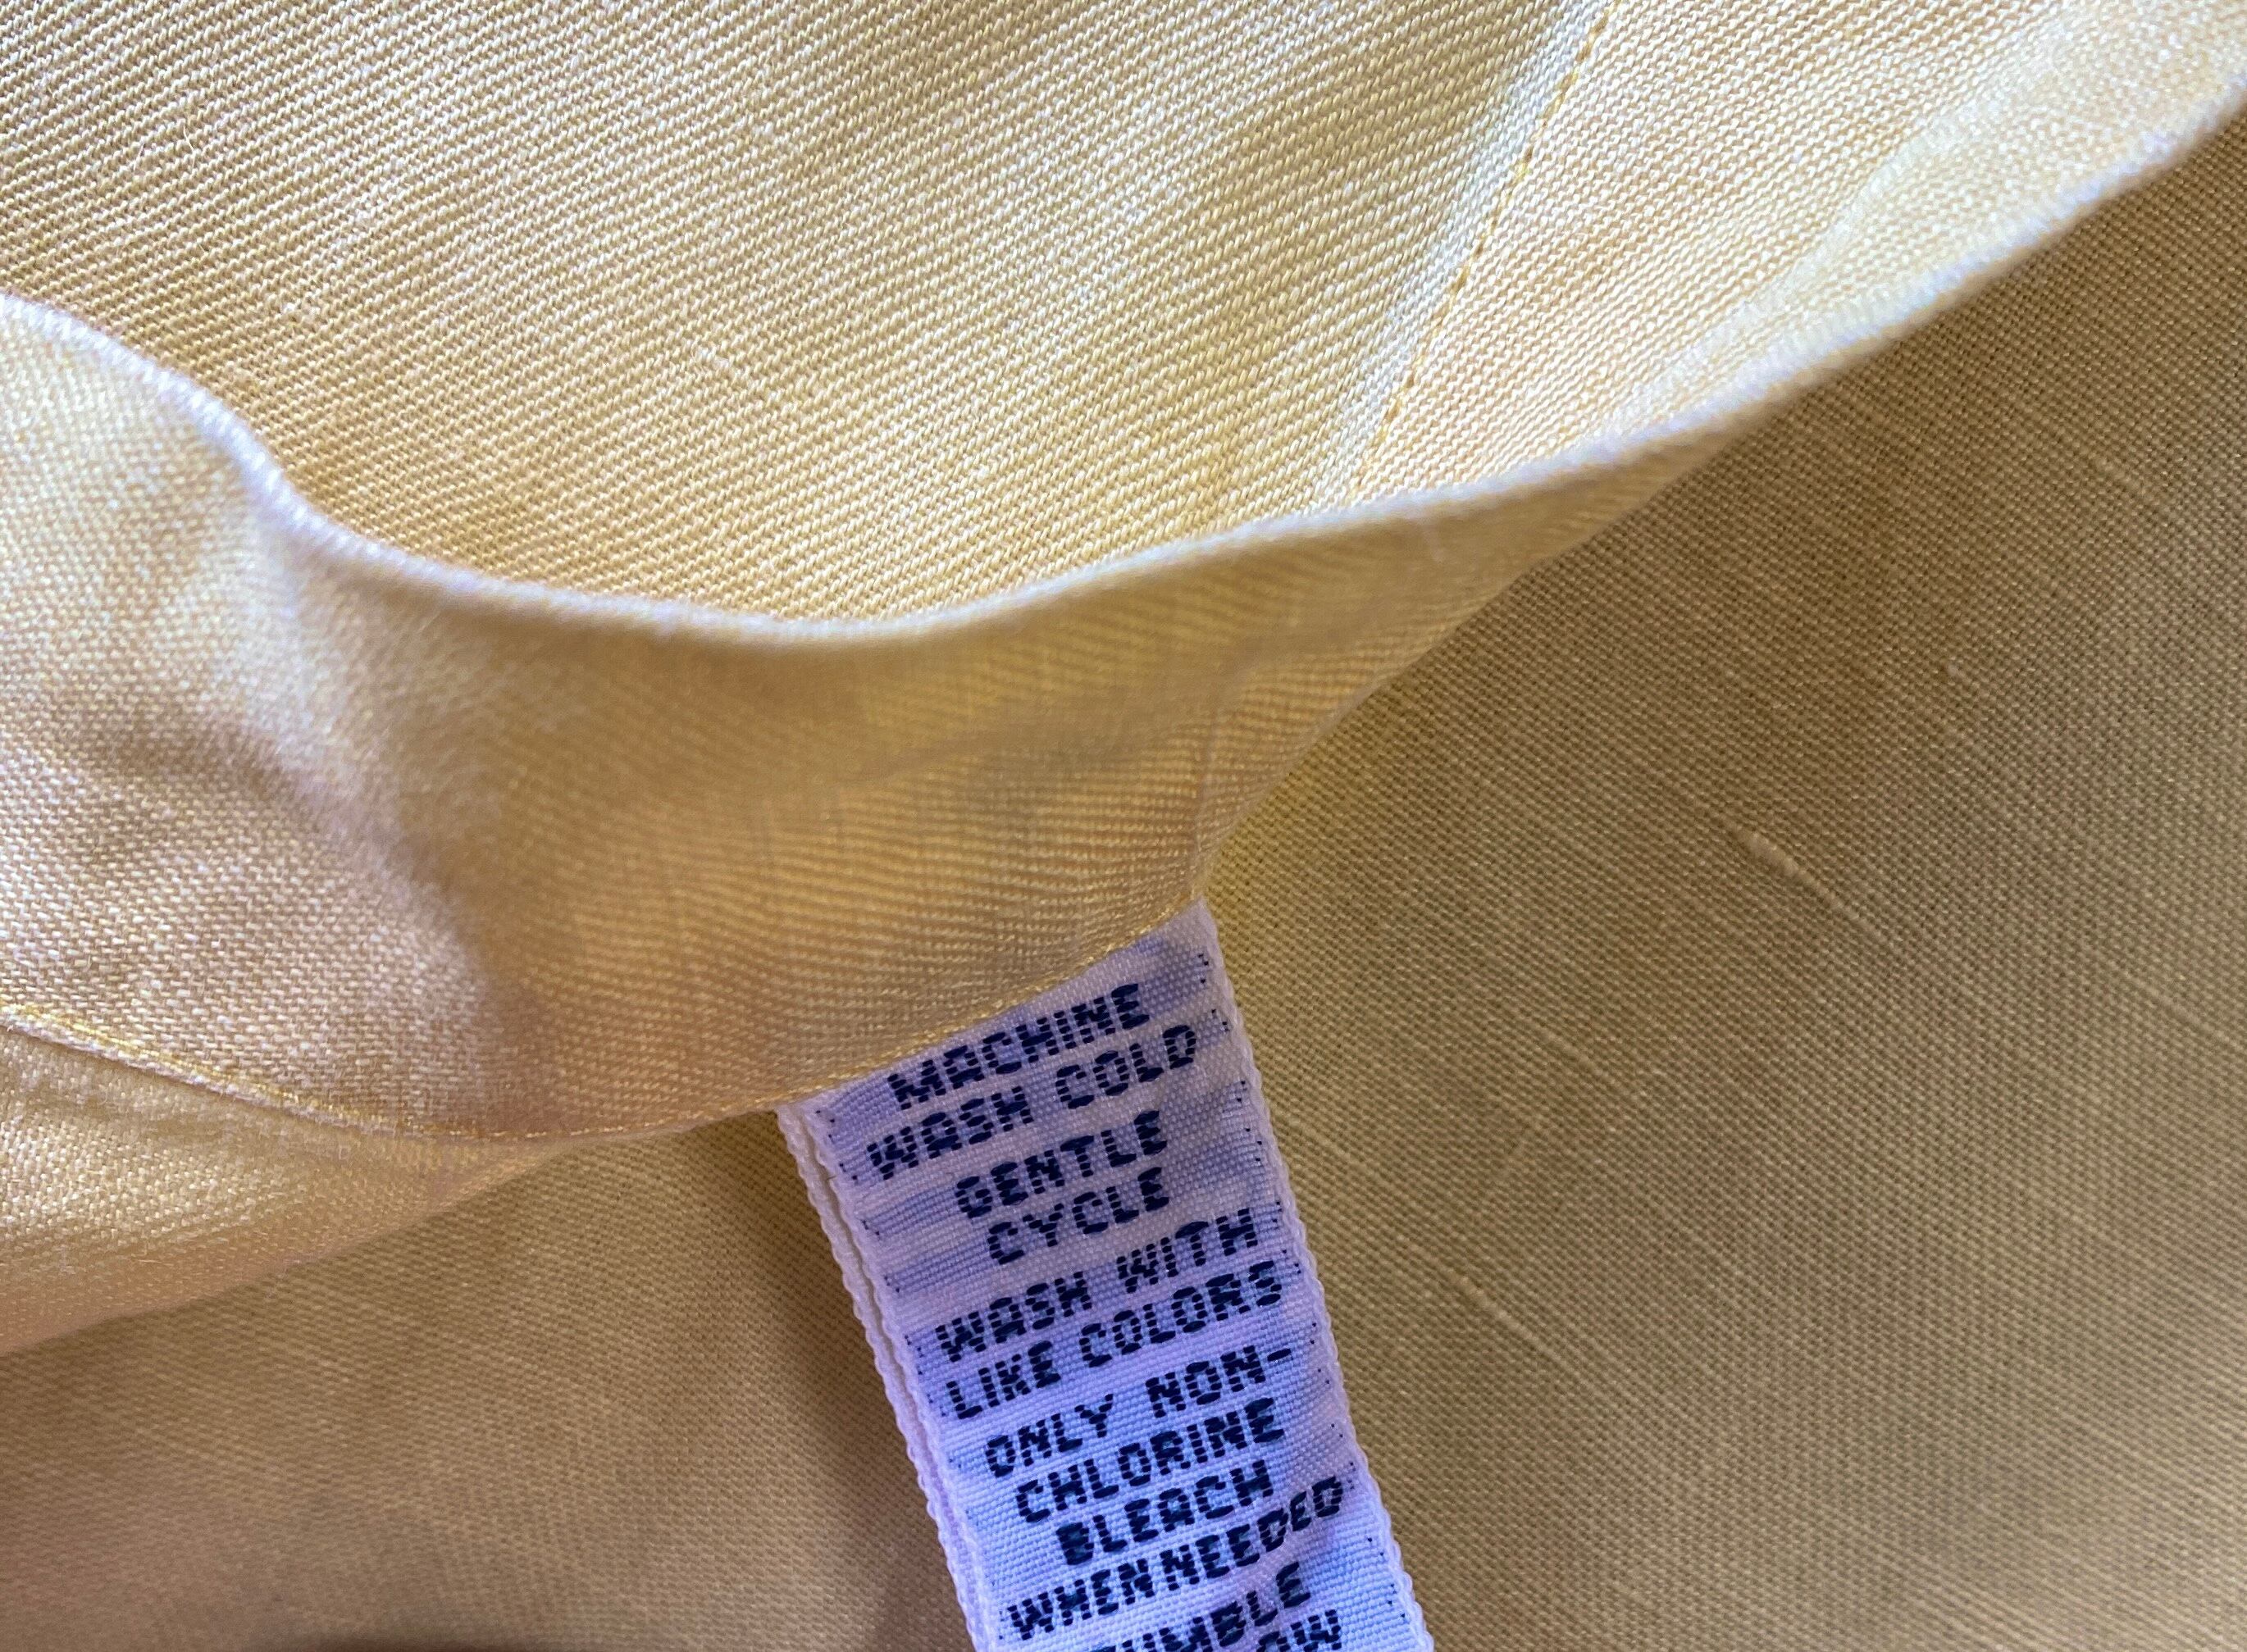 MACHINE
WASH COLD
GENTLE
CYCLE
WASH WITH
LIKE COLORS
ONLY NON-
CHLORINE
BLEACH
WHEN NEEDED
TUMBLE